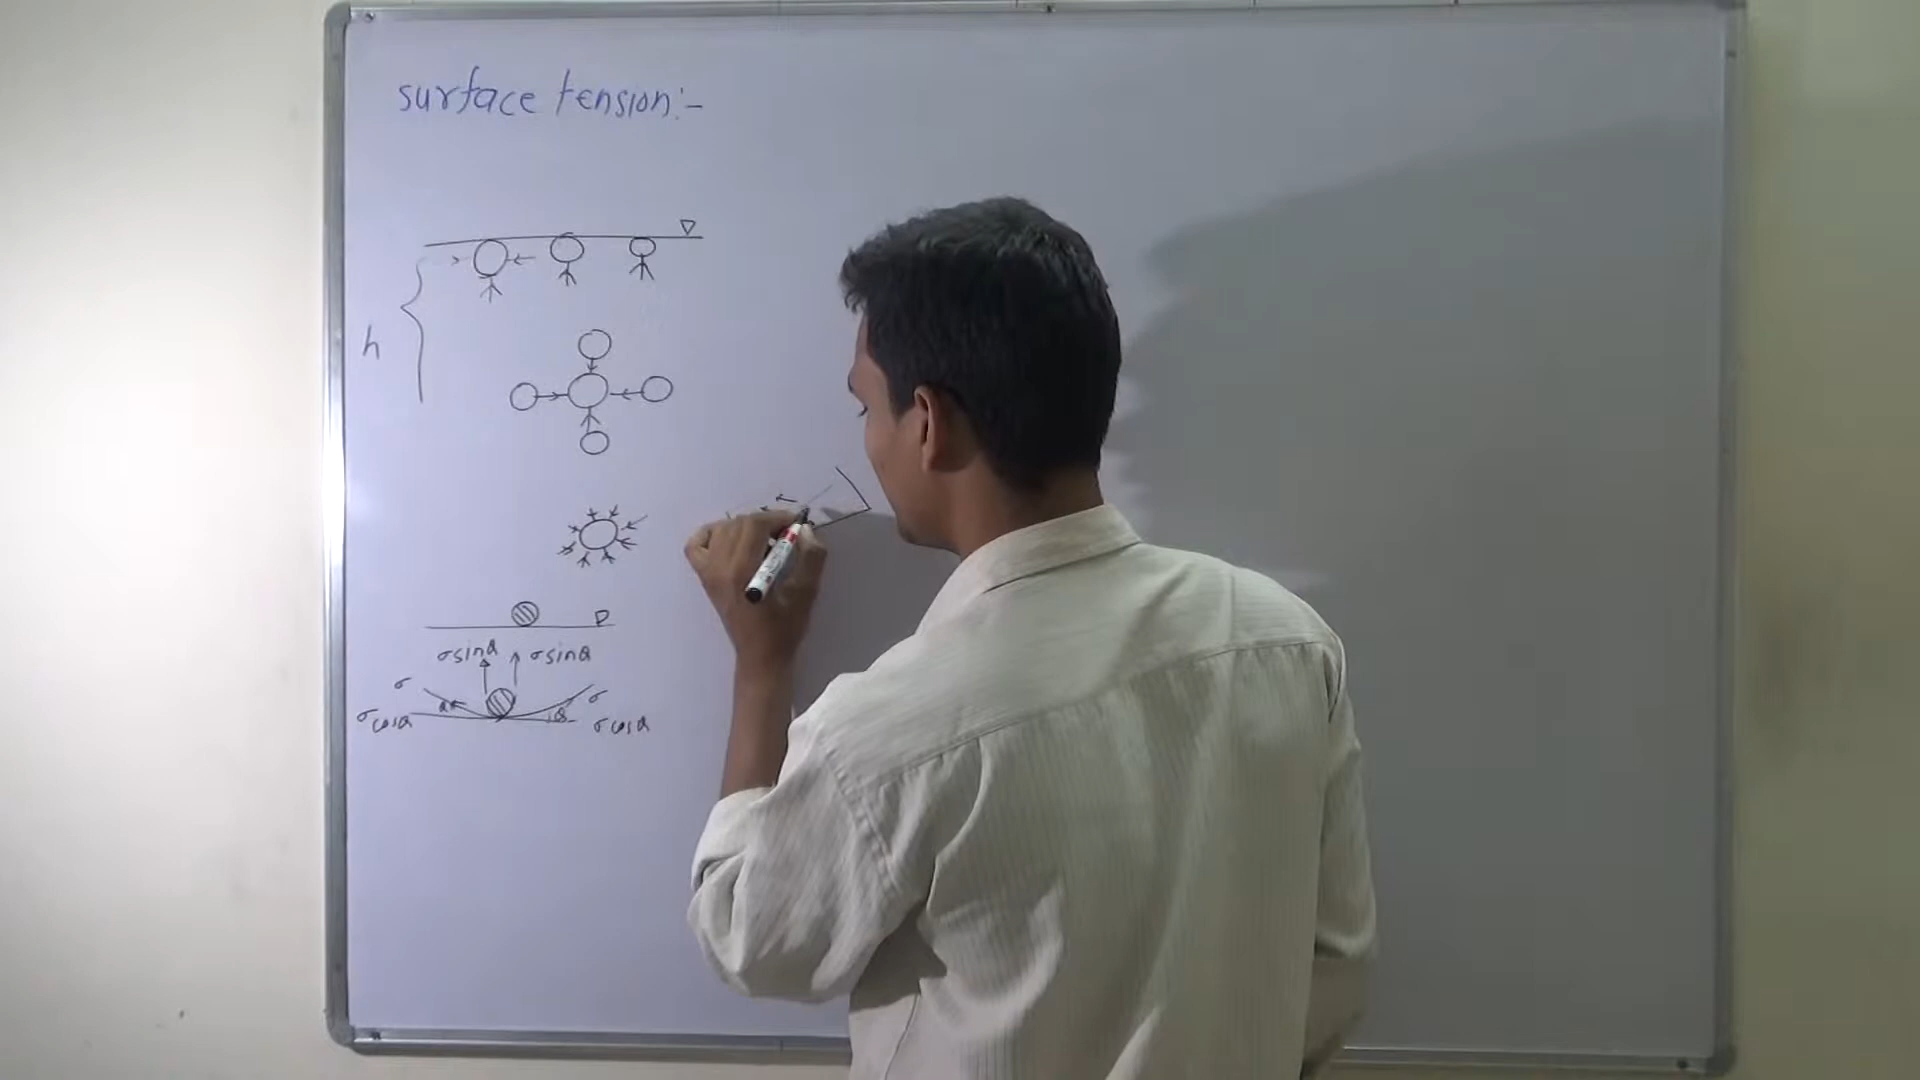 surface tension:-
h
σsinα σsinα
σ σ
α α
σcosα σcosα